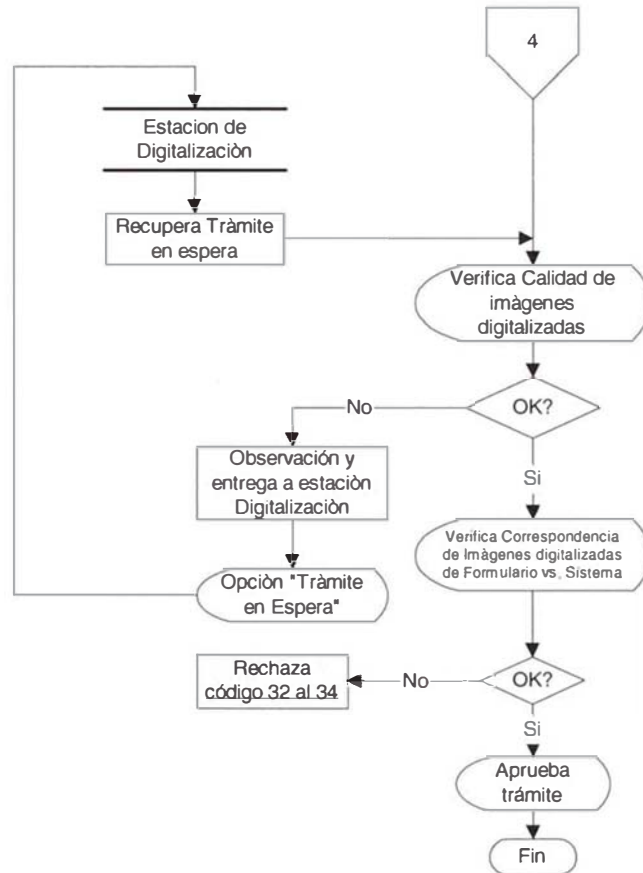 4
Estacion de
Digitalizaciòn
Recupera Tràmite
en espera
Verifica Calidad de
imàgenes
digitalizadas
OK?
No
Si
Observación y
entrega a estaciòn
Digitalizaciòn
Verifica Correspondencia
de Imàgenes digitalizadas
de Formulario vs. Sistema
Opciòn "Tràmite
en Espera"
Rechaza
código 32 al 34
No
OK?
Si
Aprueba
trámite
Fin